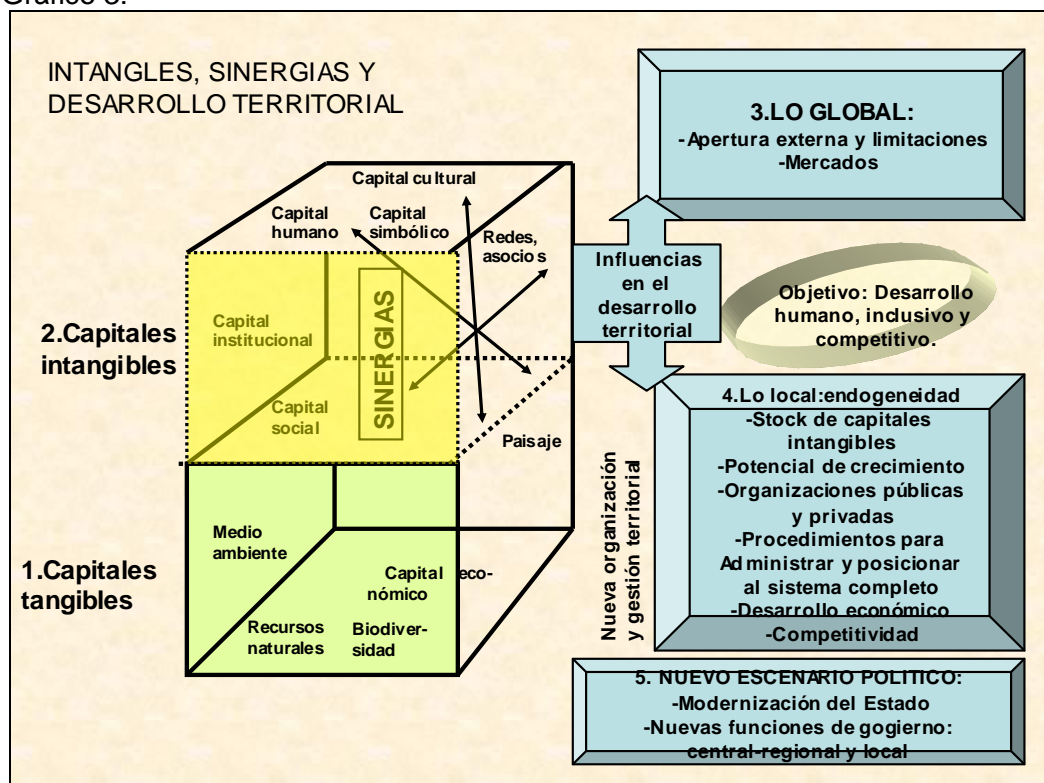 Gráfico 3.
INTANGLES, SINERGIAS Y
DESARROLLO TERRITORIAL
2.Capitales
intangibles
1.Capitales
tangibles
Capital cultural
Capital
humano
Capital
simbólico
Redes,
asocios
Capital
institucional
SINERGIAS
Capital
social
Paisaje
Medio
ambiente
Capital eco-
nómico
Recursos
naturales
Biodiver-
sidad
3.LO GLOBAL:
-Apertura externa y limitaciones
-Mercados
Influencias
en el
desarrollo
territorial
Objetivo: Desarrollo
humano, inclusivo y
competitivo.
Nueva organización
y gestión territorial
4.Lo local:endogeneidad
-Stock de capitales
intangibles
-Potencial de crecimiento
-Organizaciones públicas
y privadas
-Procedimientos para
Administrar y posicionar
al sistema completo
-Desarrollo económico
-Competitividad
5. NUEVO ESCENARIO POLITICO:
-Modernización del Estado
-Nuevas funciones de gogierno:
central-regional y local